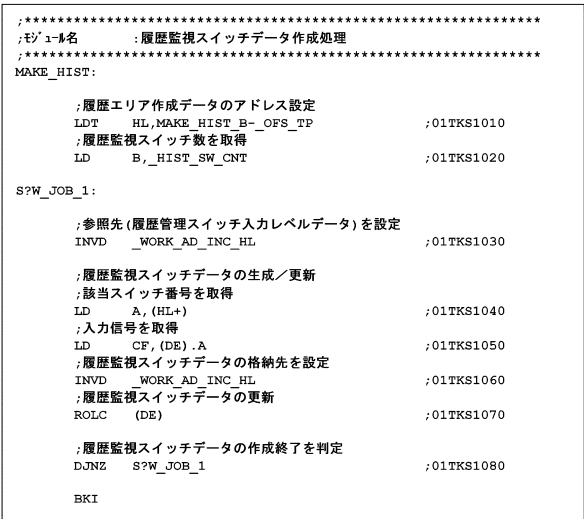 ;****************************************************************
;ﾓｼﾞｭｰﾙ名 :履歴監視スイッチデータ作成処理
;****************************************************************
MAKE_HIST:
;履歴エリア作成データのアドレス設定
LDT HL,MAKE_HIST_B-_OFS_TP ;01TKS1010
;履歴監視スイッチ数を取得
LD B,_HIST_SW_CNT ;01TKS1020
S?W_JOB_1:
;参照先(履歴管理スイッチ入力レベルデータ)を設定
INVD _WORK_AD_INC_HL ;01TKS1030
;履歴監視スイッチデータの生成／更新
;該当スイッチ番号を取得
LD A,(HL+) ;01TKS1040
;入力信号を取得
LD CF,(DE).A ;01TKS1050
;履歴監視スイッチデータの格納先を設定
INVD _WORK_AD_INC_HL ;01TKS1060
;履歴監視スイッチデータの更新
ROLC (DE) ;01TKS1070
;履歴監視スイッチデータの作成終了を判定
DJNZ S?W_JOB_1 ;01TKS1080
BKI